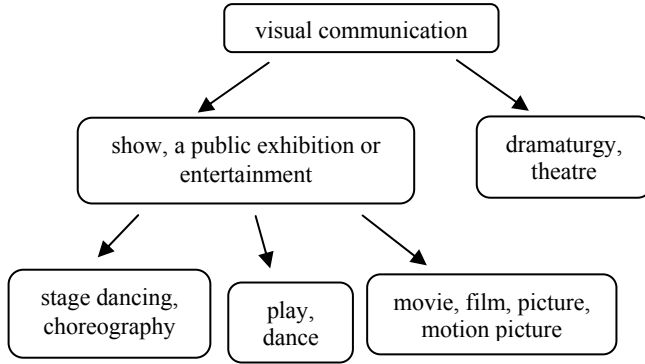 visual communication
show, a public exhibition or
entertainment
dramaturgy,
theatre
stage dancing,
choreography
play,
dance
movie, film, picture,
motion picture